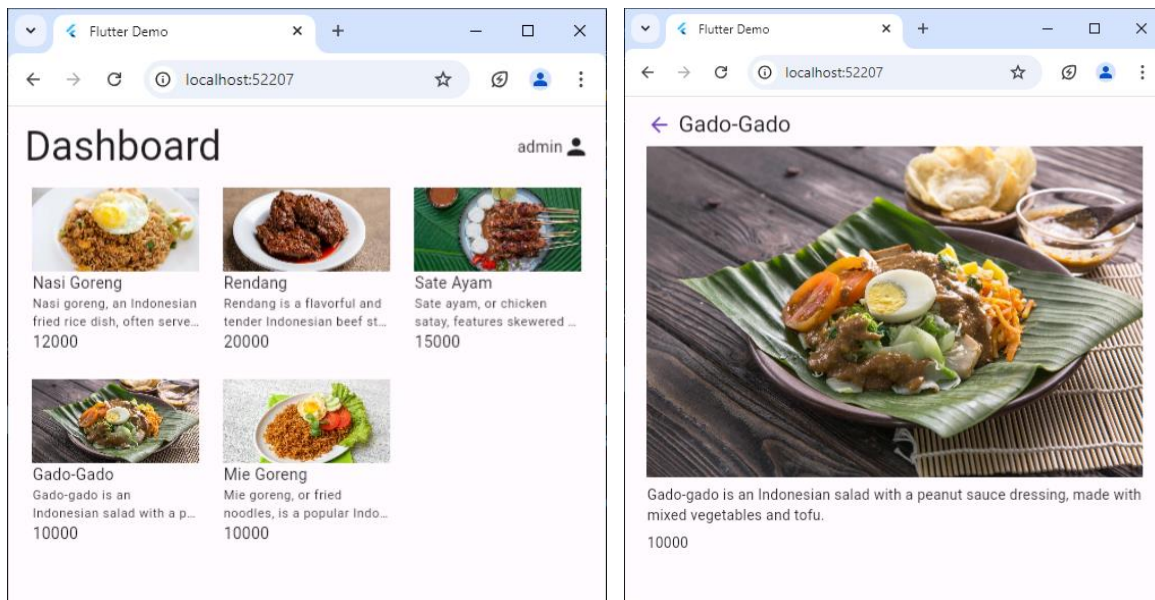 Flutter Demo
localhost:52207
Dashboard
admin
Nasi Goreng
Nasi goreng, an Indonesian
fried rice dish, often serve...
12000
Rendang
Rendang is a flavorful and
tender Indonesian beef st...
20000
Sate Ayam
Sate ayam, or chicken
satay, features skewered ...
15000
Gado-Gado
Gado-gado is an
Indonesian salad with a p...
10000
Mie Goreng
Mie goreng, or fried
noodles, is a popular Indo...
10000
Flutter Demo
localhost:52207
Gado-Gado
Gado-gado is an Indonesian salad with a peanut sauce dressing, made with
mixed vegetables and tofu.
10000